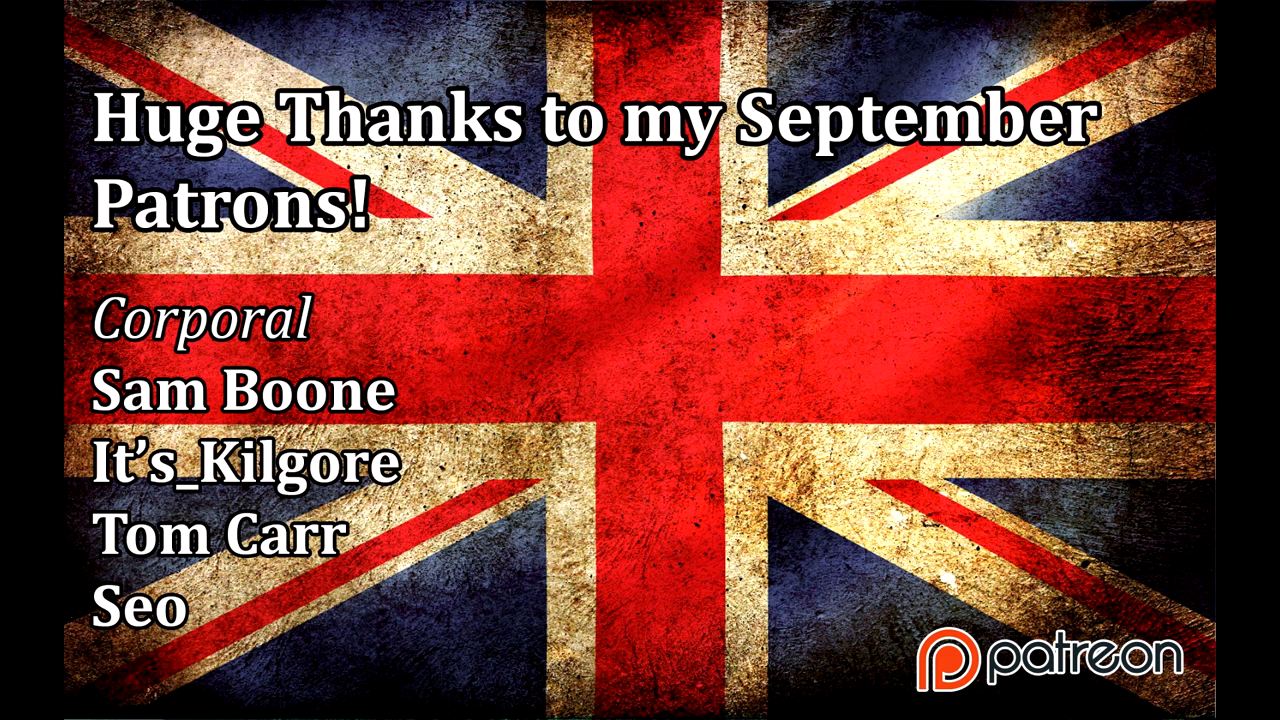 Huge Thanks to my September
Patrons!
Corporal
Sam Boone
It’s_Kilgore
Tom Carr
Seo
patreon